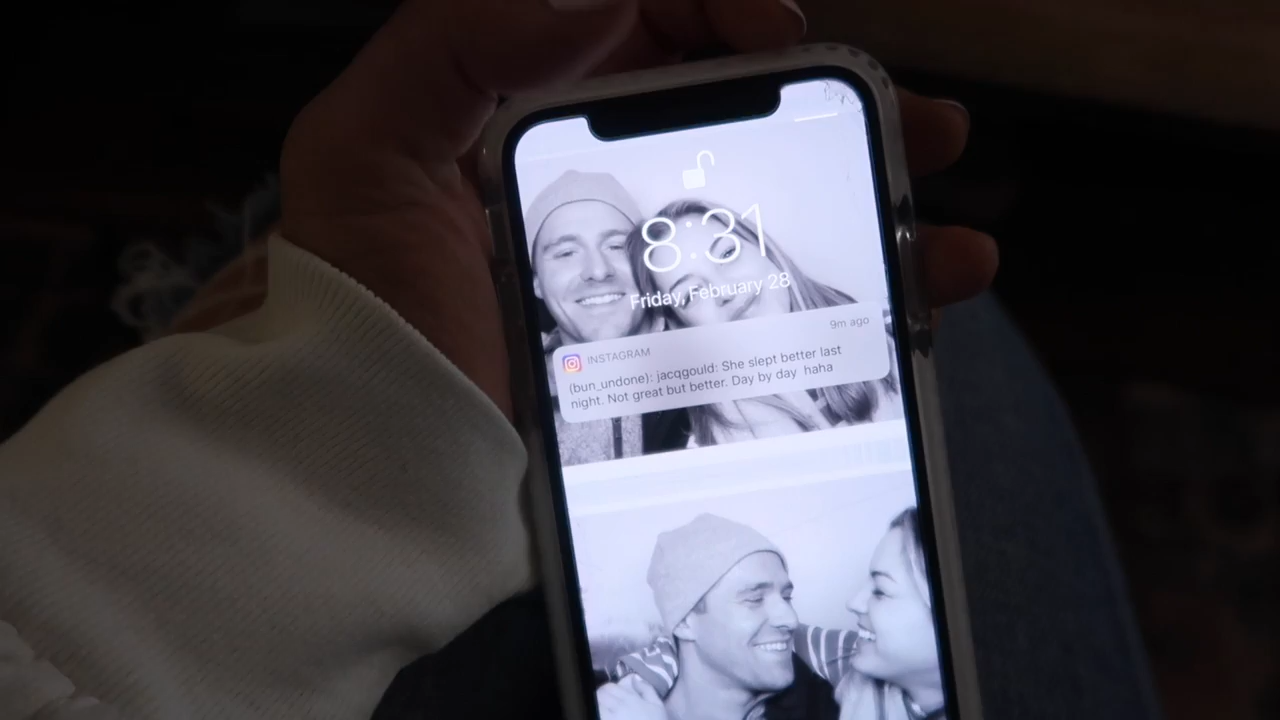 8:31
Friday, February 28
INSTAGRAM
9m ago
(bun_undone): jacqgould: She slept better last
night. Not great but better. Day by day haha